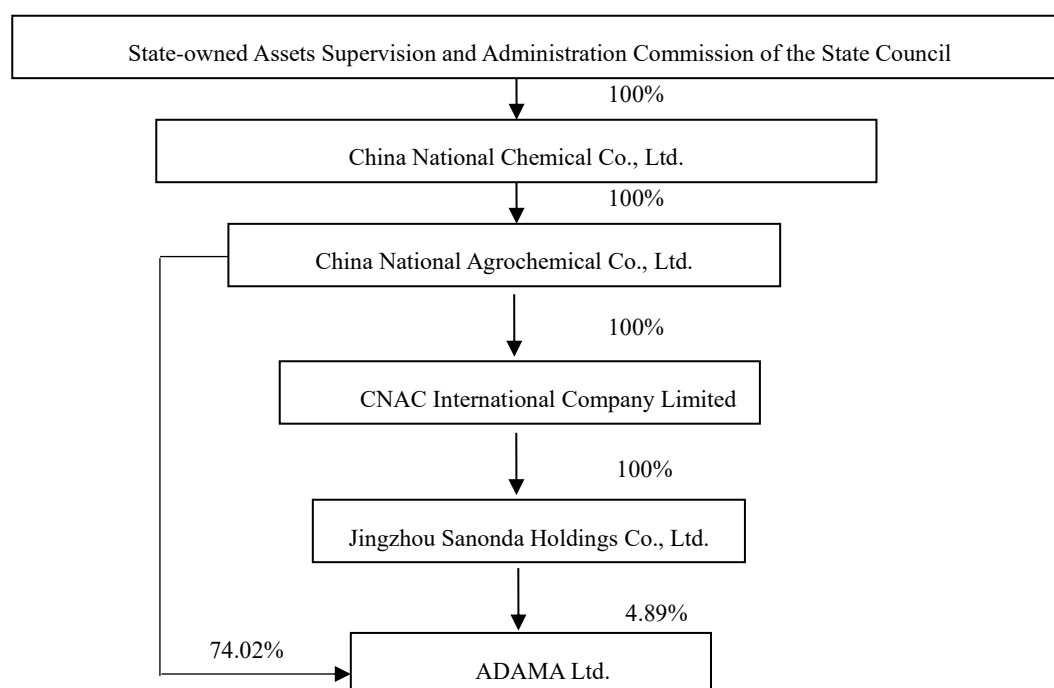 State-owned Assets Supervision and Administration Commission of the State Council
100%
China National Chemical Co., Ltd.
100%
China National Agrochemical Co., Ltd.
100%
CNAC International Company Limited
100%
Jingzhou Sanonda Holdings Co., Ltd.
4.89%
74.02%
ADAMA Ltd.